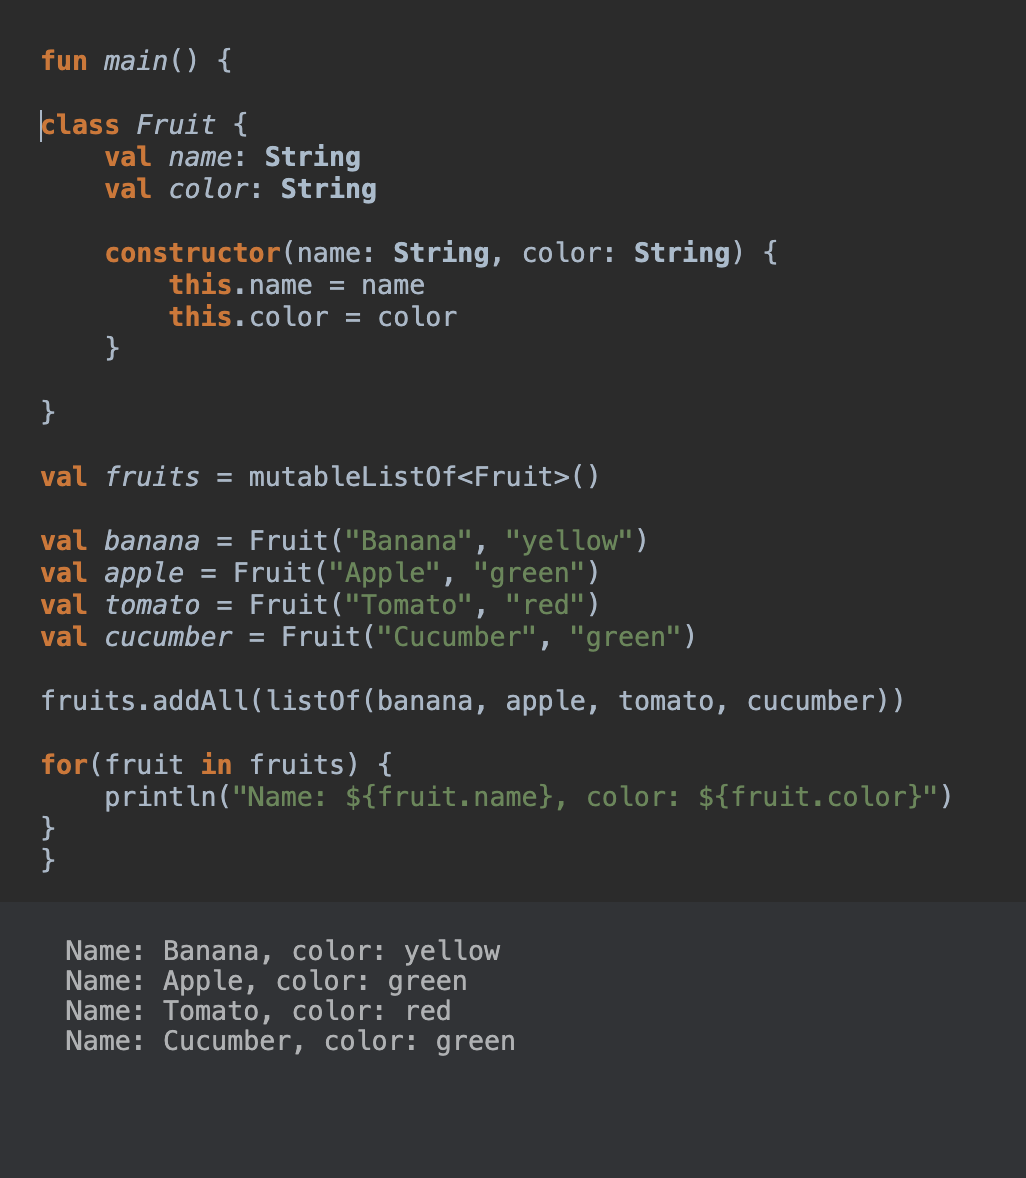 fun main() {
class Fruit {
val name: String
val color: String
constructor(name: String, color: String) {
this.name = name
this.color = color
}
}
val fruits = mutableListOf<Fruit>()
val banana = Fruit("Banana", "yellow")
val apple = Fruit("Apple", "green")
val tomato = Fruit("Tomato", "red")
val cucumber = Fruit("Cucumber", "green")
fruits.addAll(listOf(banana, apple, tomato, cucumber))
for(fruit in fruits) {
println("Name: ${fruit.name}, color: ${fruit.color}")
}
}
Name: Banana, color: yellow
Name: Apple, color: green
Name: Tomato, color: red
Name: Cucumber, color: green